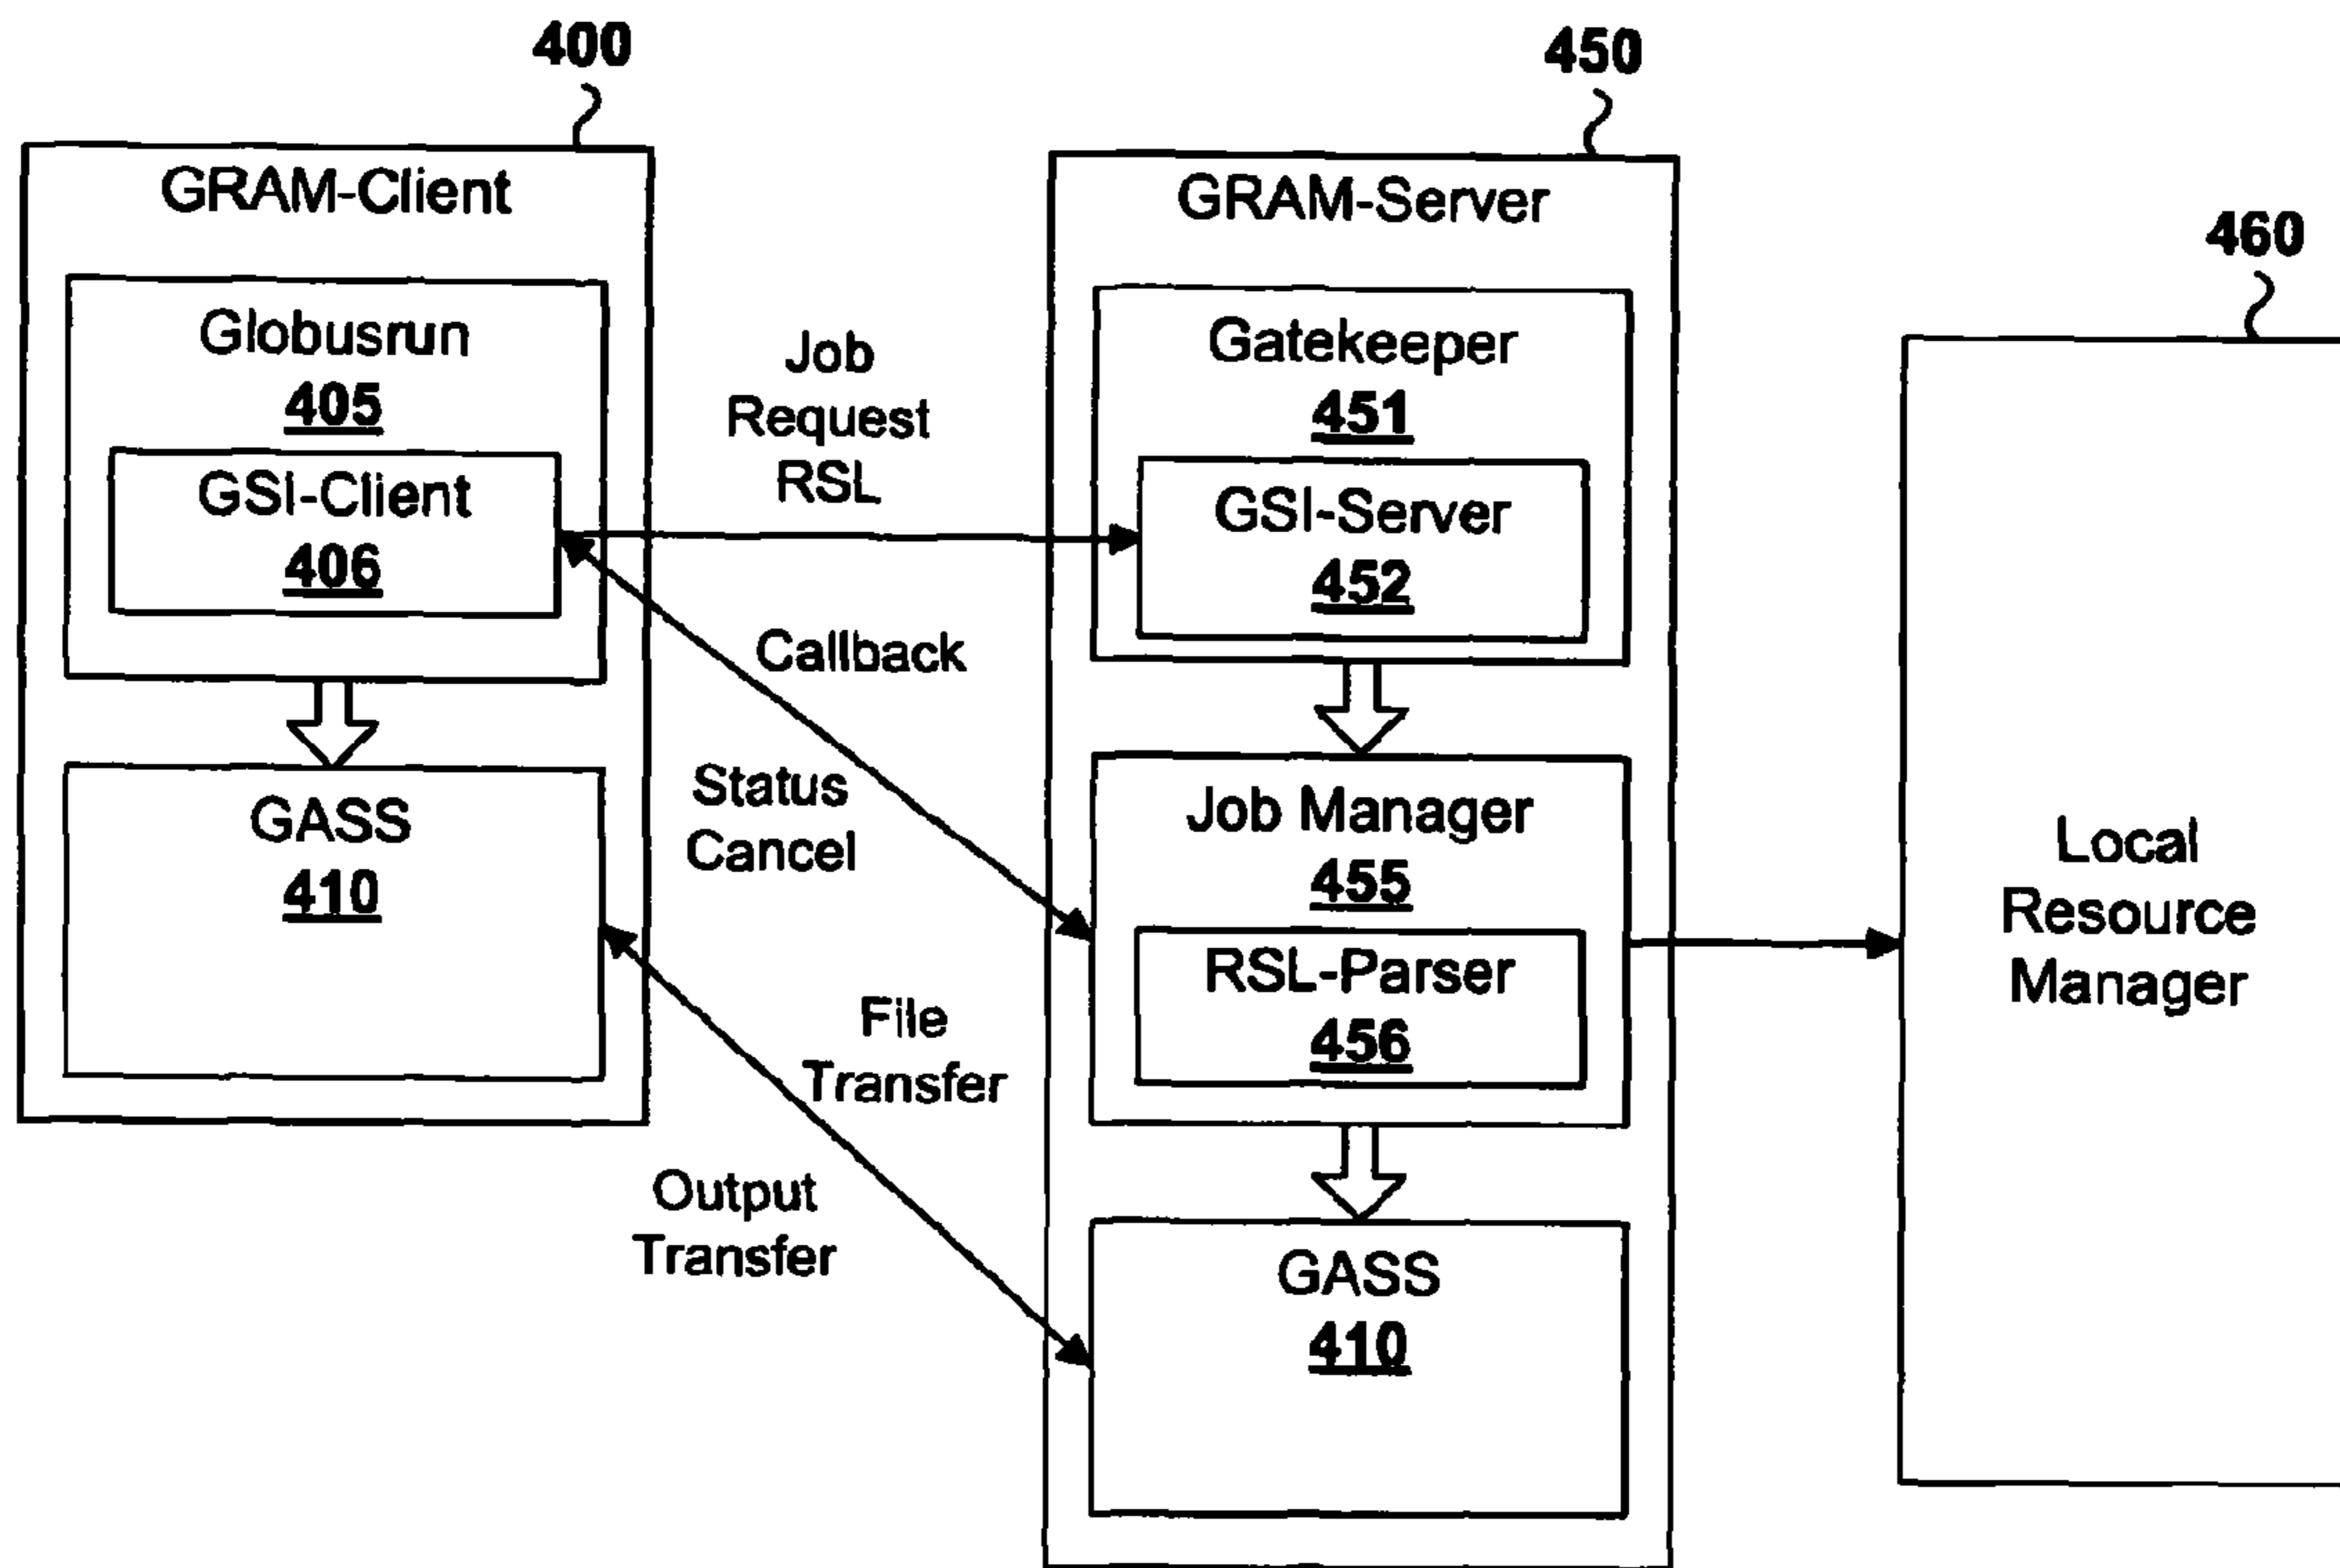 400
GRAM-Client
Globusrun
405
GSI-Client
406
GASS
410
Job
Request
RSL
Callback
Status
Cancel
File
Transfer
Output
Transfer
450
GRAM-Server
Gatekeeper
451
GSI-Server
452
Job Manager
455
RSL-Parser
456
GASS
410
460
Local
Resource
Manager